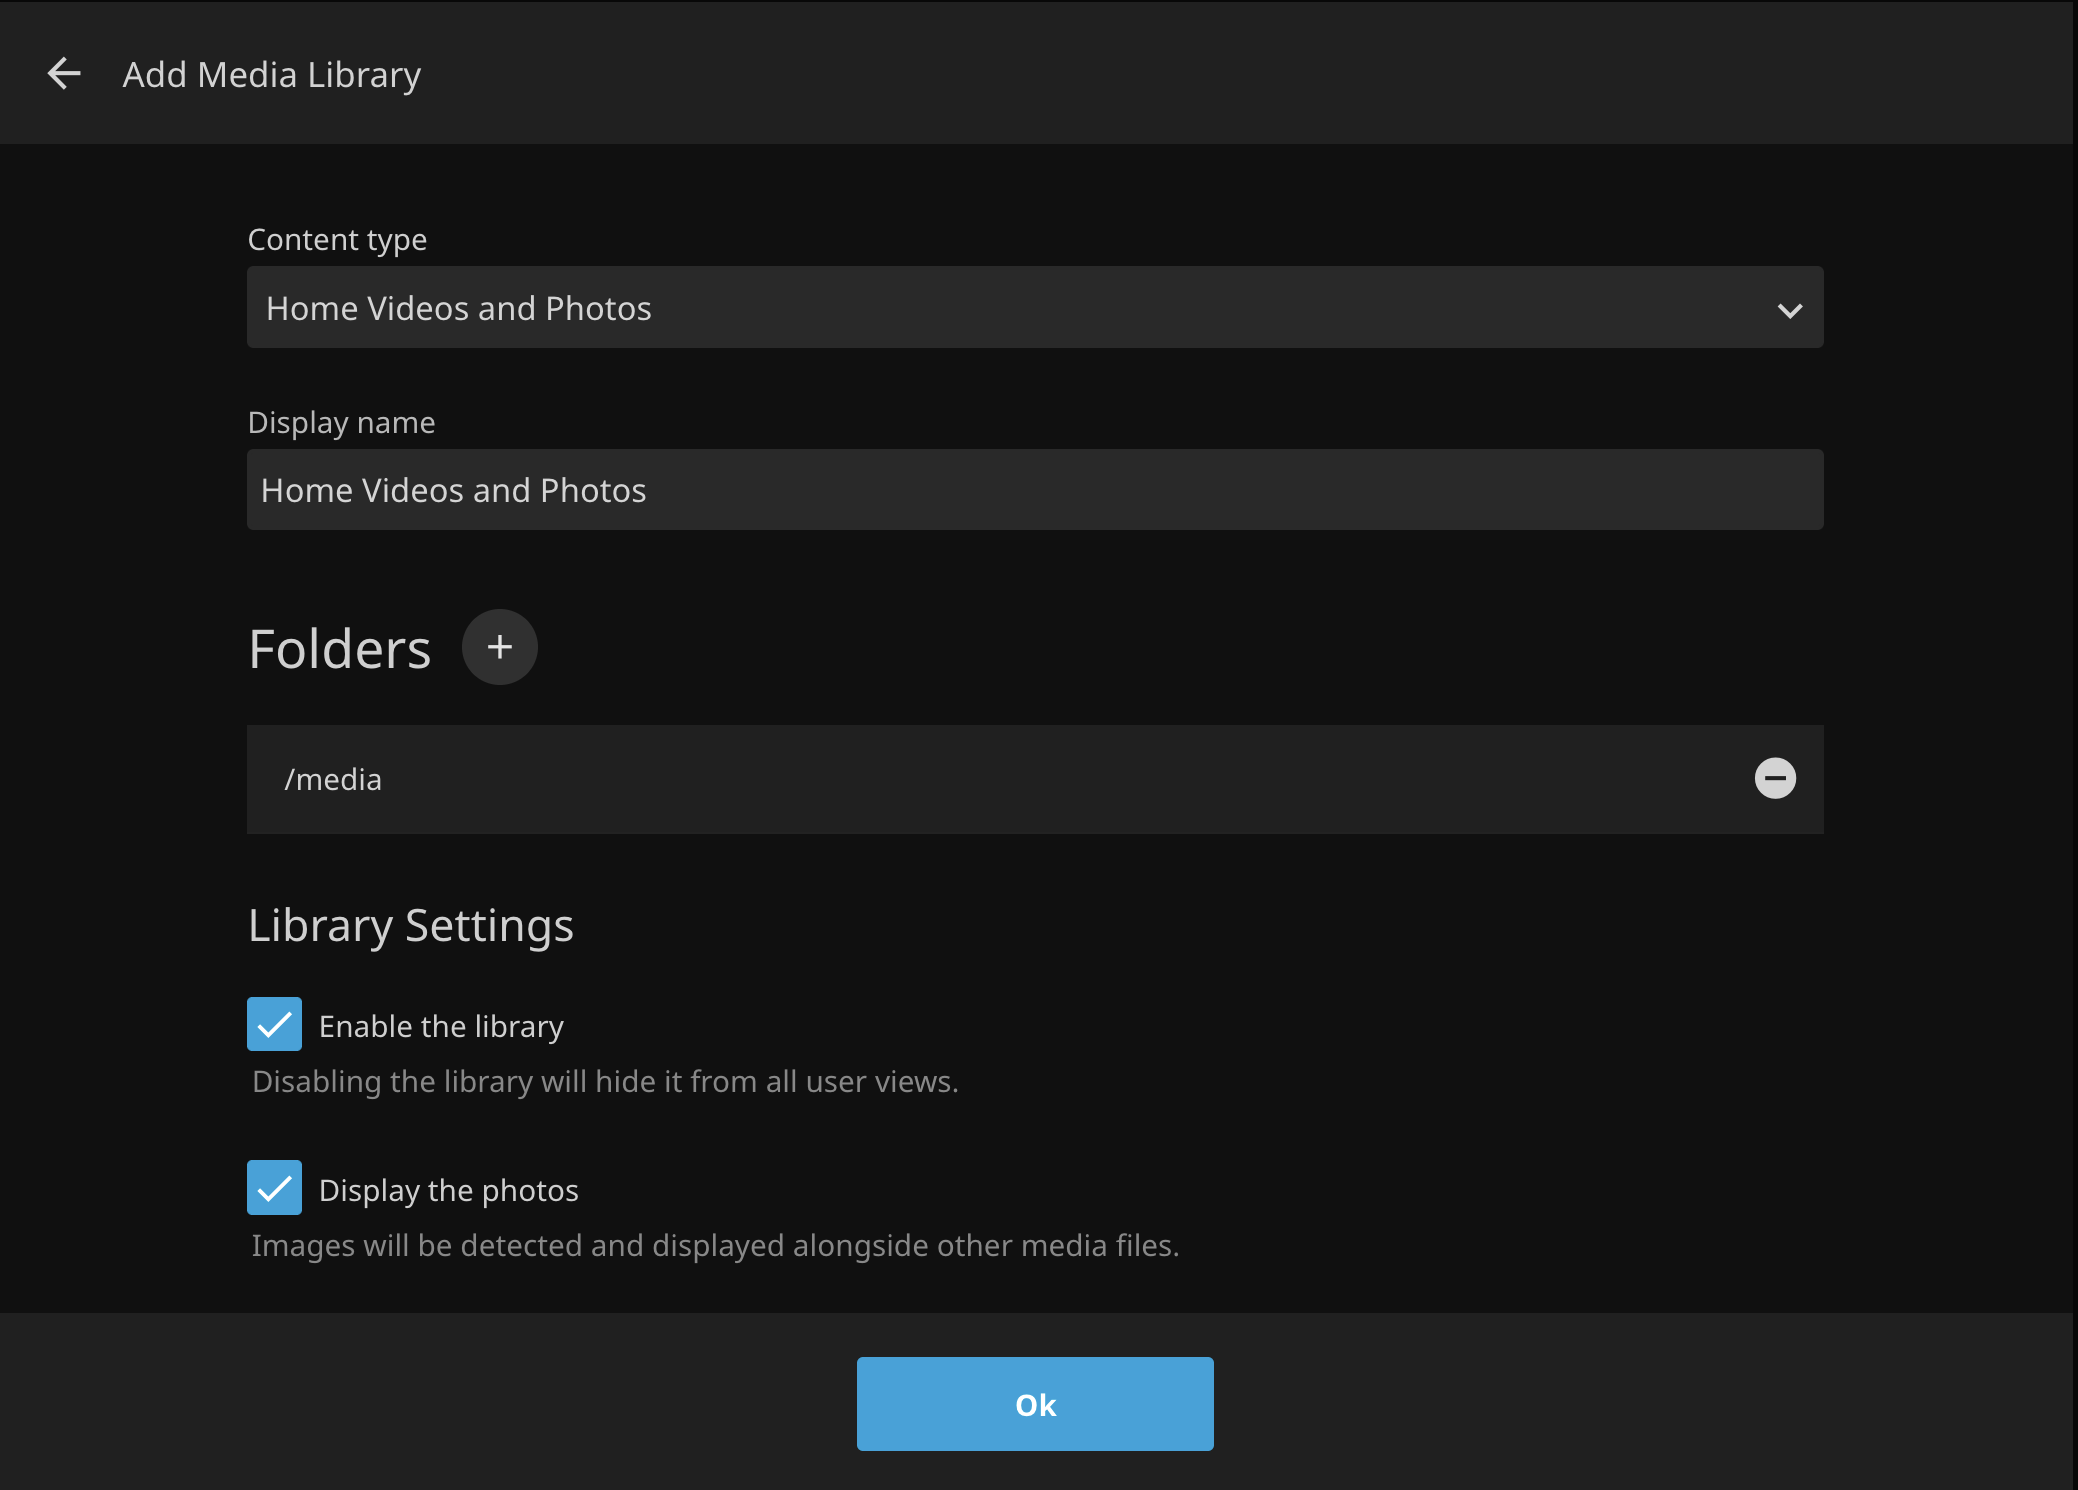 Add Media Library
Content type
Home Videos and Photos
Display name
Home Videos and Photos
Folders
/media
Library Settings
Enable the library
Disabling the library will hide it from all user views.
Display the photos
Images will be detected and displayed alongside other media files.
Ok